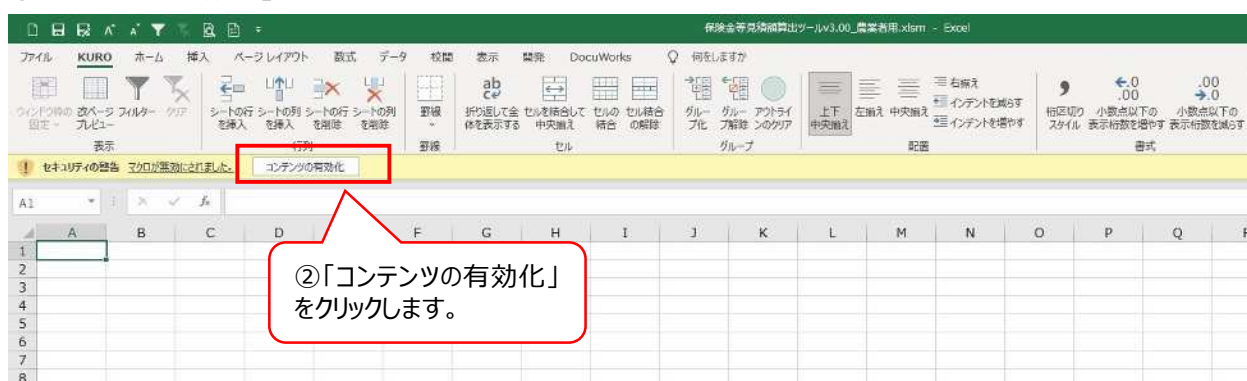 保険金等見積額算出ツールv3.00_農業者用.xlsm - Excel
ファイル KURO ホーム 挿入 ページ レイアウト 数式 データ 校閲 表示 開発 DocuWorks 何をしますか
ウィンドウ枠の固定 改ページプレビュー フィルター クリア シートの行を挿入 シートの列を挿入 シートの行を削除 シートの列を削除 罫線 折り返して全体を表示する セルを結合して中央揃え セルの結合 セル結合の解除 グループ化 グループ解除 アウトラインのクリア 上下中央揃え 左揃え 中央揃え 右揃え インデントを減らす インデントを増やす 桁区切りスタイル 小数点以下の表示桁数を増やす 小数点以下の表示桁数を減らす
表示 行列 罫線 セル グループ 配置 書式
セキュリティの警告 マクロが無効にされました。 コンテンツの有効化
A1 fx
A B C D F G H I J K L M N O P Q
1
2
3
4
5
6
7
8
②「コンテンツの有効化」
をクリックします。